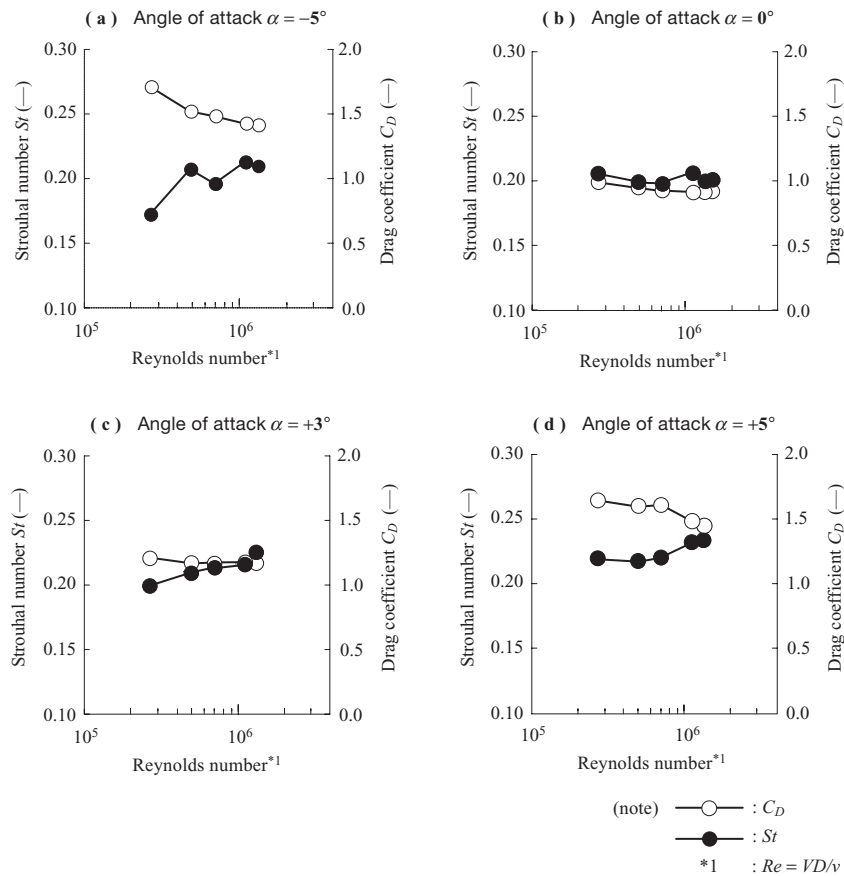 ( a ) Angle of attack α = −5°
0.30
0.25
0.20
0.15
0.10
Strouhal number St (—)
2.0
1.5
1.0
0.5
0.0
Drag coefficient C_D (—)
10^5
10^6
Reynolds number*1
( b ) Angle of attack α = 0°
0.30
0.25
0.20
0.15
0.10
Strouhal number St (—)
2.0
1.5
1.0
0.5
0.0
Drag coefficient C_D (—)
10^5
10^6
Reynolds number*1
( c ) Angle of attack α = +3°
0.30
0.25
0.20
0.15
0.10
Strouhal number St (—)
2.0
1.5
1.0
0.5
0.0
Drag coefficient C_D (—)
10^5
10^6
Reynolds number*1
( d ) Angle of attack α = +5°
0.30
0.25
0.20
0.15
0.10
Strouhal number St (—)
2.0
1.5
1.0
0.5
0.0
Drag coefficient C_D (—)
10^5
10^6
Reynolds number*1
(note) : C_D
: St
*1 : Re = VD/ν